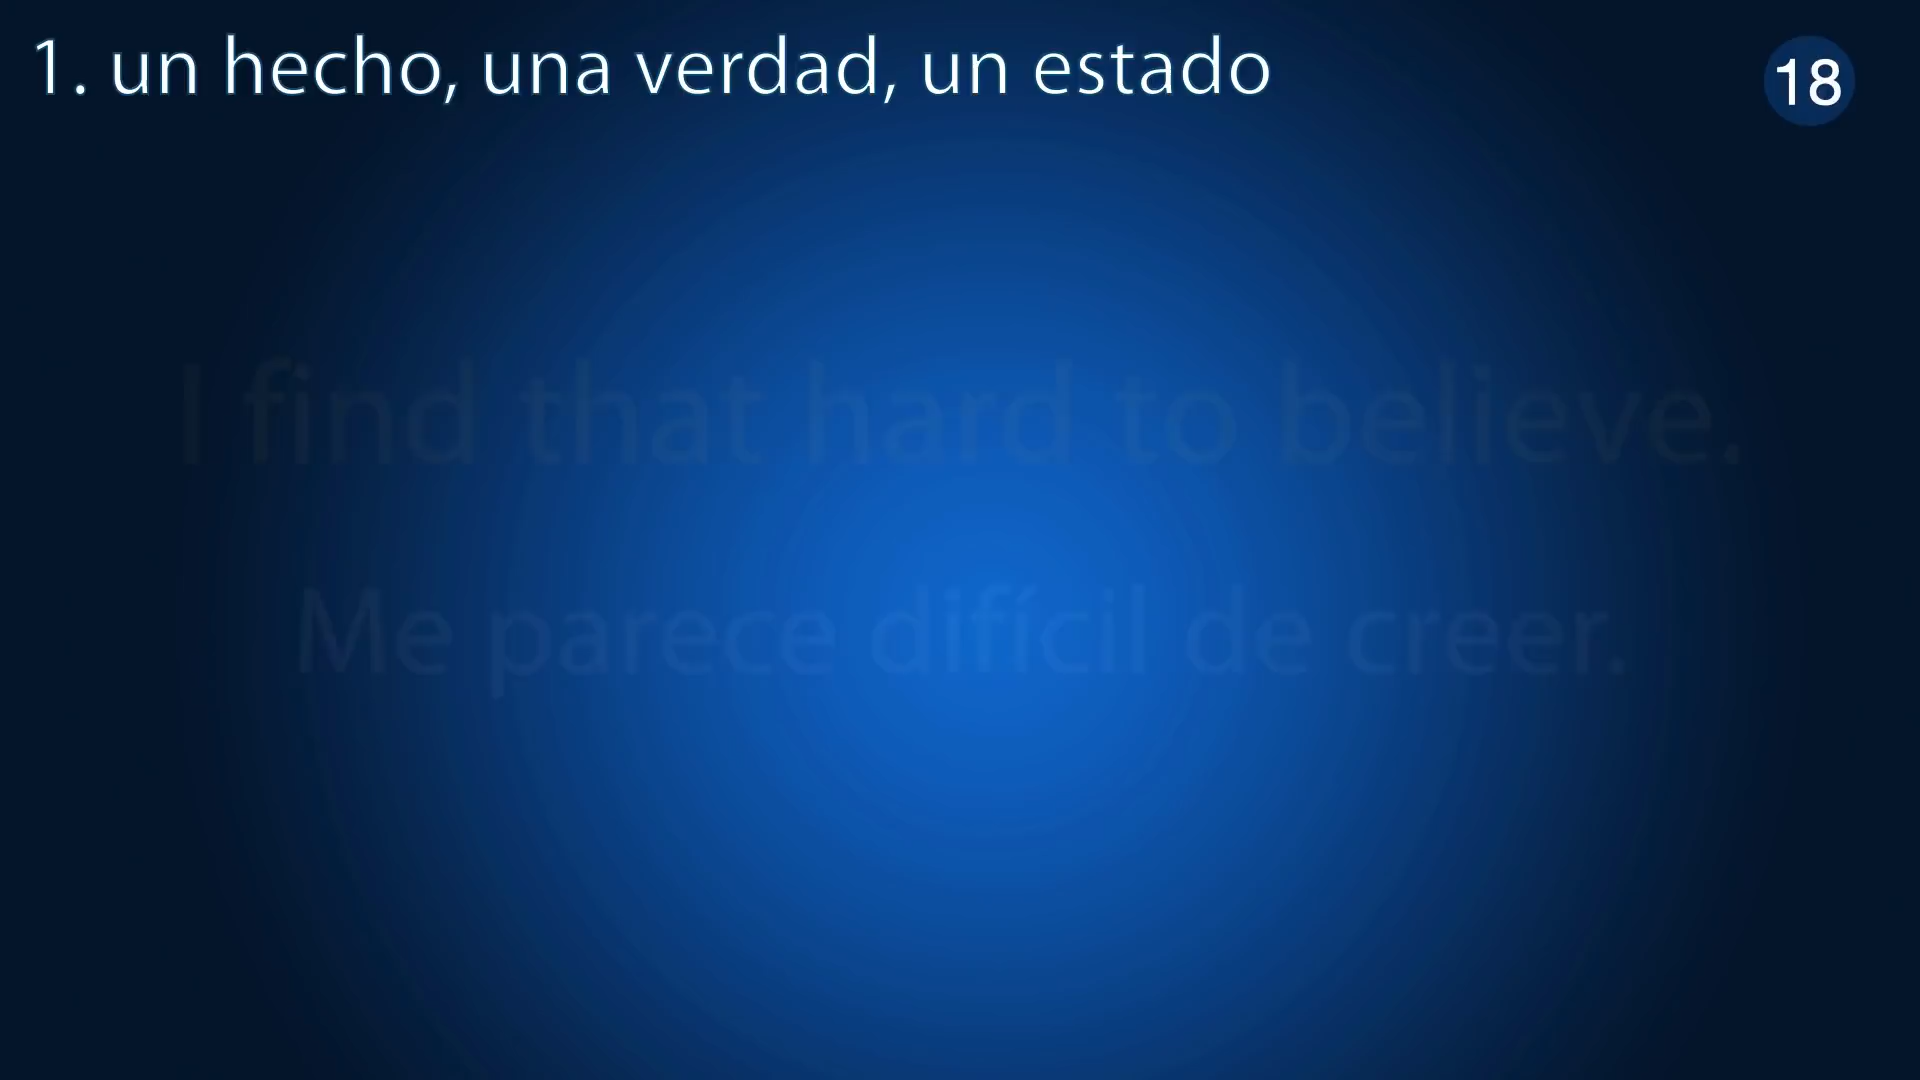 1. un hecho, una verdad, un estado
18
I find that hard to believe.
Me parece difícil de creer.